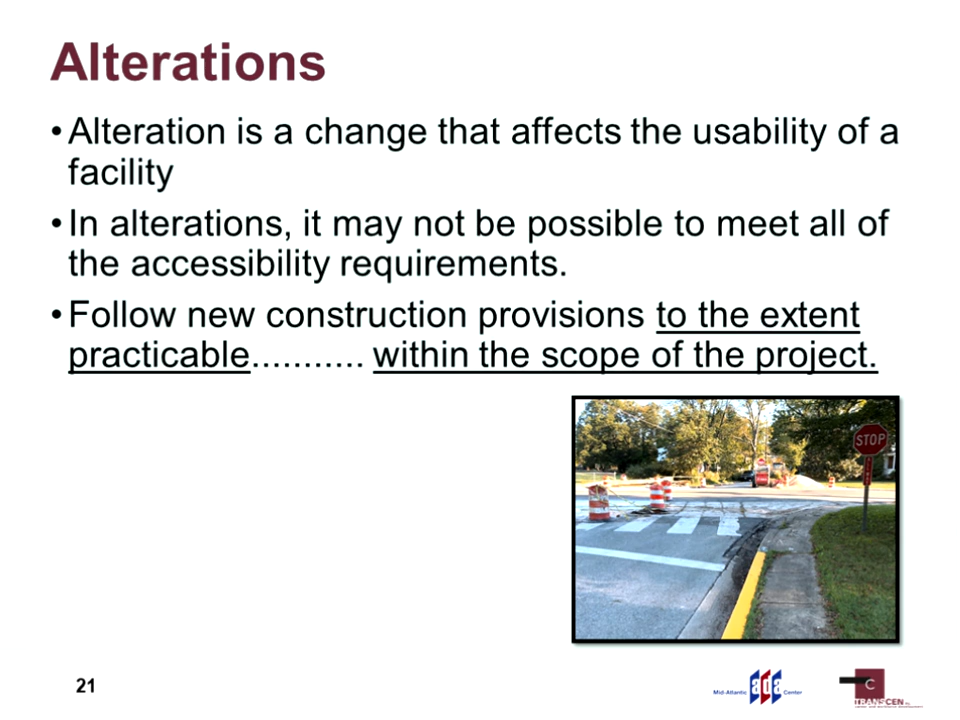 Alterations
•Alteration is a change that affects the usability of a
facility
•In alterations, it may not be possible to meet all of
the accessibility requirements.
•Follow new construction provisions to the extent
practicable........... within the scope of the project.
STOP
21
Mid-Atlantic ada Center
C
TRANSCEN